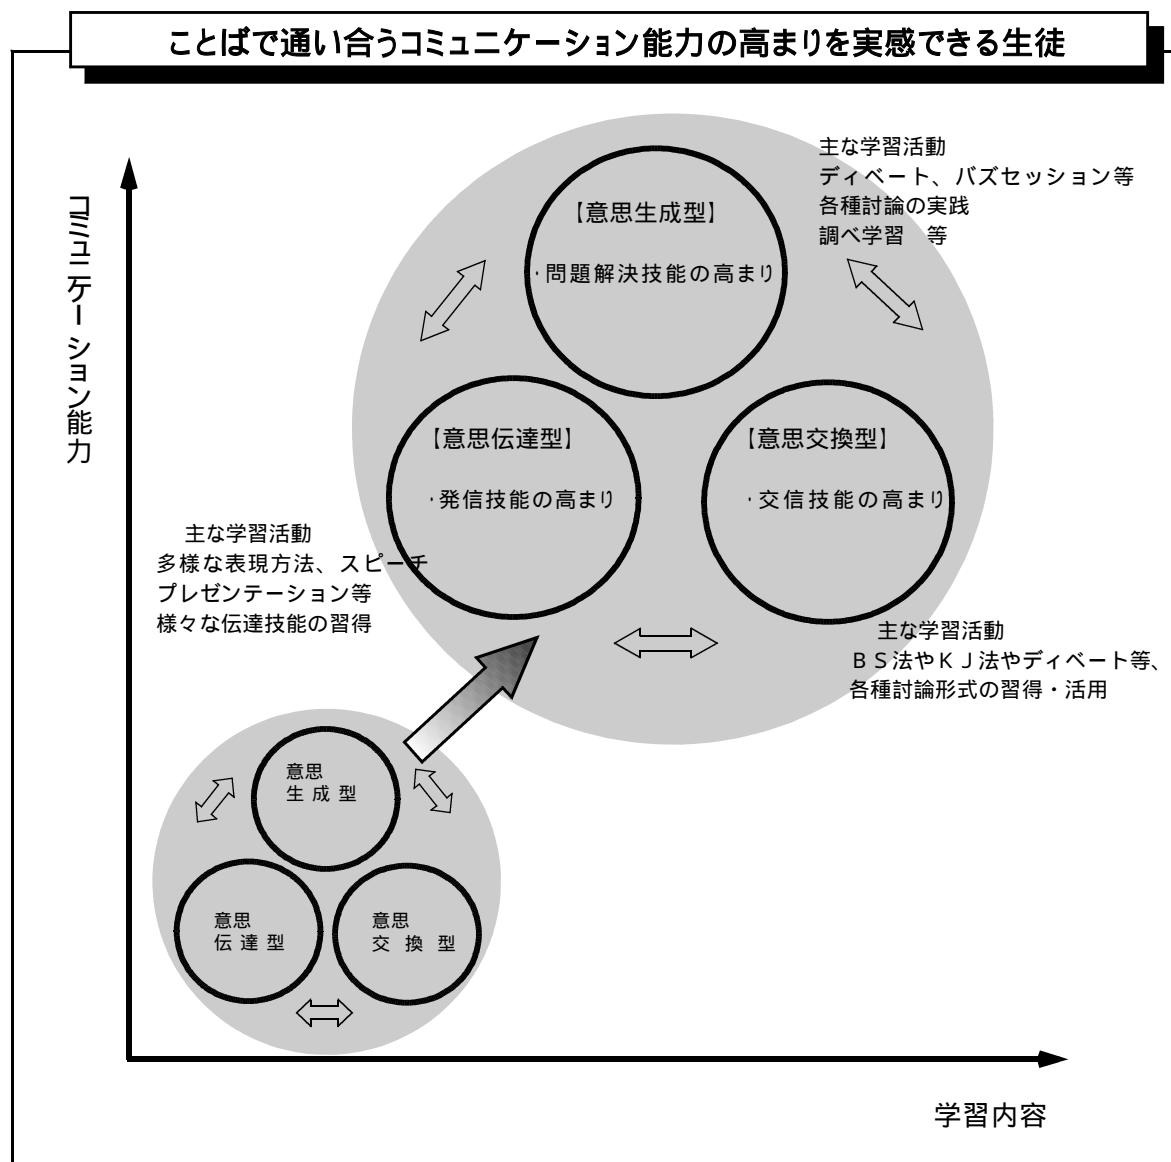 ことばで通い合うコミュニケーション能力の高まりを実感できる生徒
コミュニケーション能力
主な学習活動
ディベート、バズセッション等
各種討論の実践
調べ学習　等
【意思生成型】
・問題解決技能の高まり
【意思伝達型】
・発信技能の高まり
【意思交換型】
・交信技能の高まり
主な学習活動
多様な表現方法、スピーチ
プレゼンテーション等
様々な伝達技能の習得
主な学習活動
ＢＳ法やＫＪ法やディベート等、
各種討論形式の習得・活用
意思
生成型
意思
伝達型
意思
交換型
学習内容